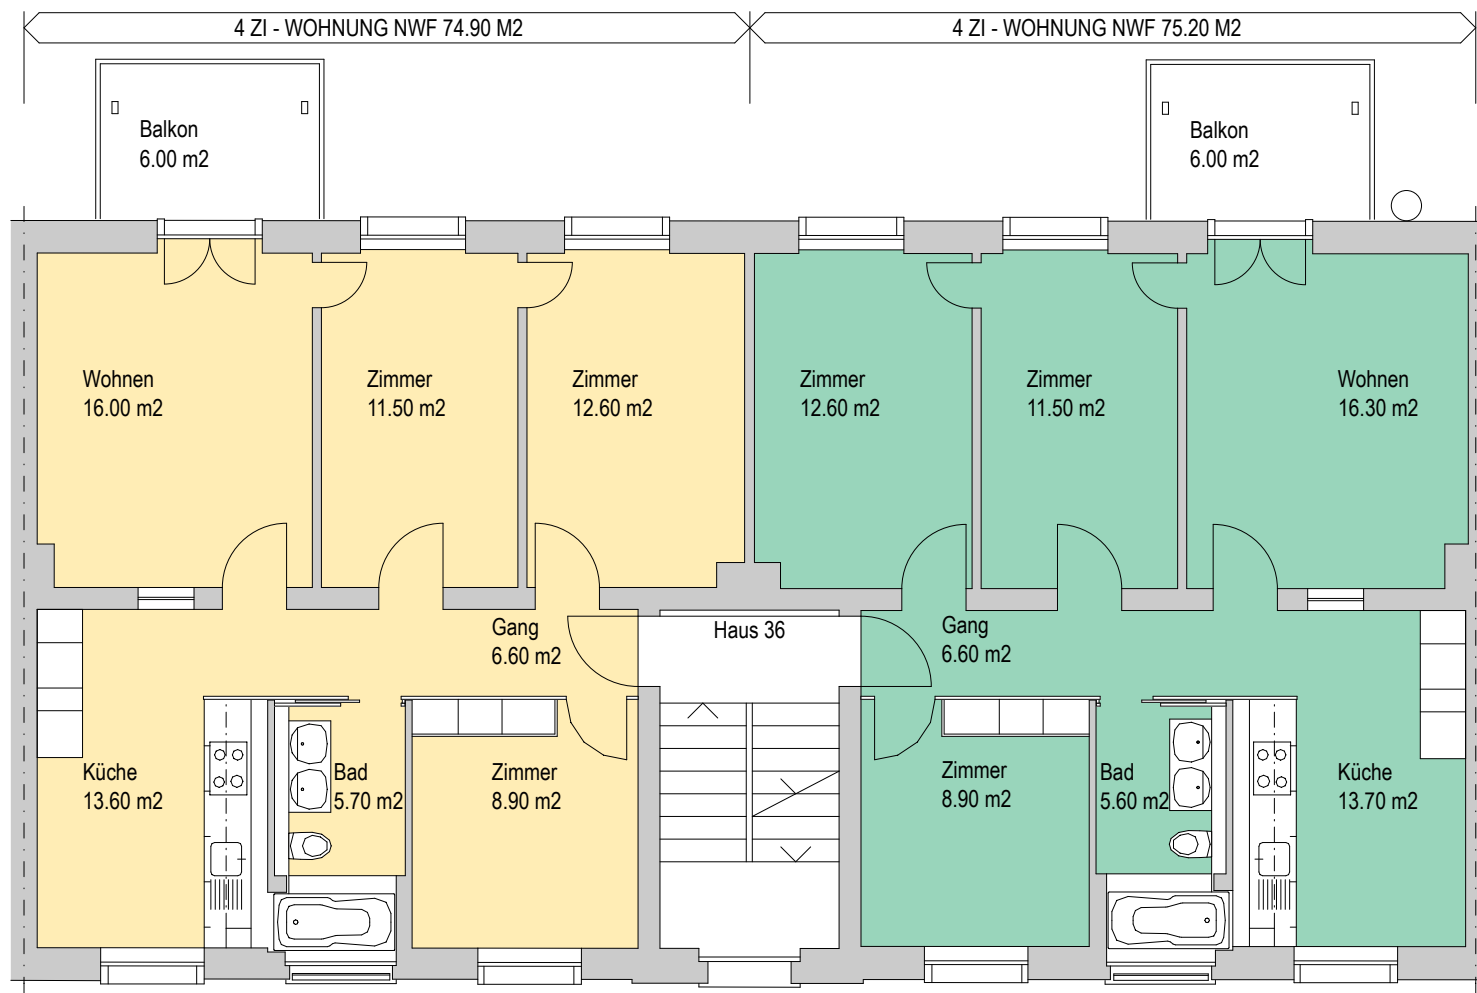 4 ZI - WOHNUNG NWF 74.90 M2
4 ZI - WOHNUNG NWF 75.20 M2
Balkon
6.00 m2
Balkon
6.00 m2
Wohnen
16.00 m2
Zimmer
11.50 m2
Zimmer
12.60 m2
Zimmer
12.60 m2
Zimmer
11.50 m2
Wohnen
16.30 m2
Gang
6.60 m2
Haus 36
Gang
6.60 m2
Küche
13.60 m2
Bad
5.70 m2
Zimmer
8.90 m2
Zimmer
8.90 m2
Bad
5.60 m2
Küche
13.70 m2